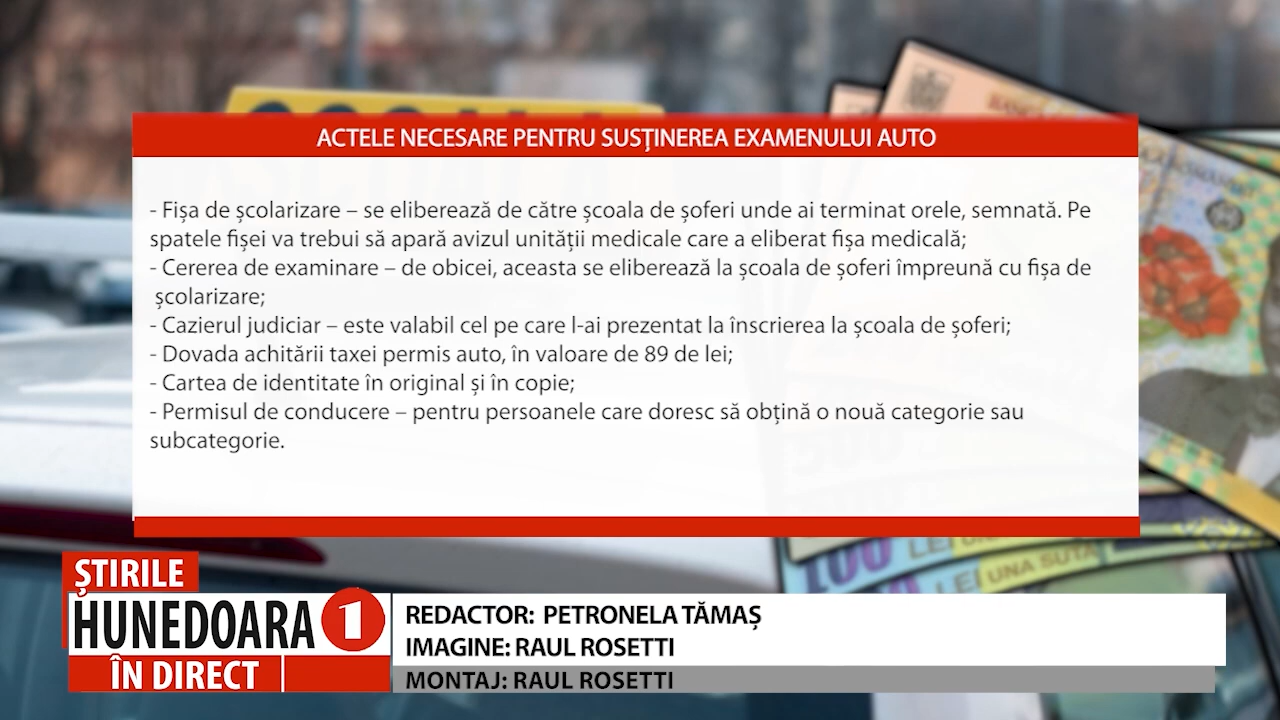 ACTELE NECESARE PENTRU SUSȚINEREA EXAMENULUI AUTO
- Fișa de școlarizare – se eliberează de către școala de șoferi unde ai terminat orele, semnată. Pe
spatele fișei va trebui să apară avizul unității medicale care a eliberat fișa medicală;
- Cererea de examinare – de obicei, aceasta se eliberează la școala de șoferi împreună cu fișa de
școlarizare;
- Cazierul judiciar – este valabil cel pe care l-ai prezentat la înscrierea la școala de șoferi;
- Dovada achitării taxei permis auto, în valoare de 89 de lei;
- Cartea de identitate în original și în copie;
- Permisul de conducere – pentru persoanele care doresc să obțină o nouă categorie sau
subcategorie.
100 LEI
LEI UNA SUTĂ
ȘTIRILE
HUNEDOARA 1
ÎN DIRECT
REDACTOR: PETRONELA TĂMAȘ
IMAGINE: RAUL ROSETTI
MONTAJ: RAUL ROSETTI